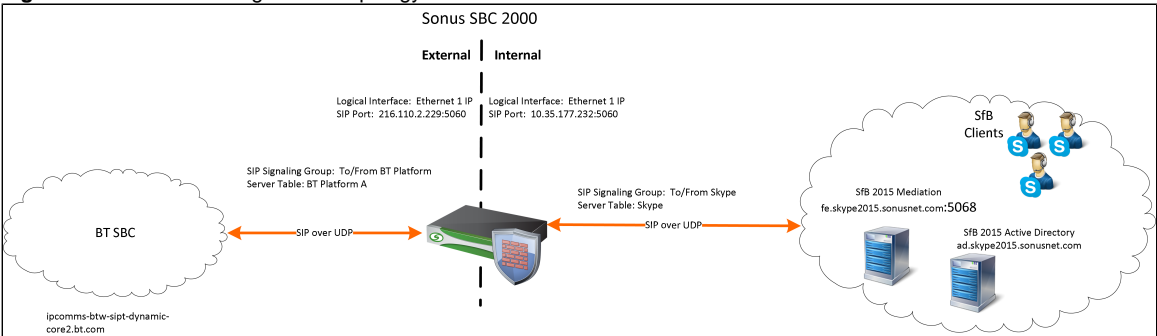 Sonus SBC 2000
External
Internal
Logical Interface: Ethernet 1 IP
SIP Port: 216.110.2.229:5060
Logical Interface: Ethernet 1 IP
SIP Port: 10.35.177.232:5060
SIP Signaling Group: To/From BT Platform
Server Table: BT Platform A
SIP Signaling Group: To/From Skype
Server Table: Skype
BT SBC
SIP over UDP
SIP over UDP
SfB
Clients
S
S
S
SfB 2015 Mediation
fe.skype2015.sonusnet.com:5068
SfB 2015 Active Directory
ad.skype2015.sonusnet.com
ipcomms-btw-sipt-dynamic-
core2.bt.com